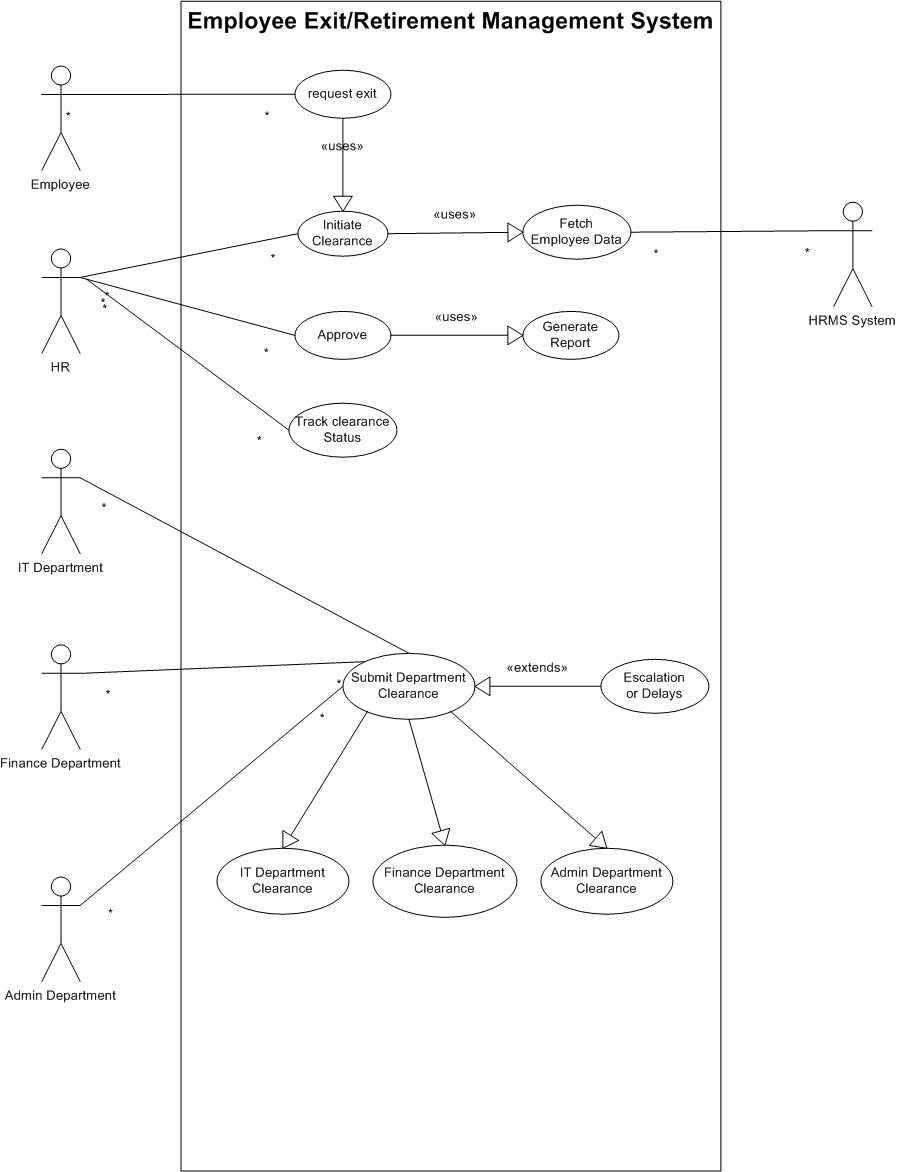 Employee Exit/Retirement Management System
request exit
*
*
Employee
«uses»
Initiate
Clearance
*
«uses»
Fetch
Employee Data
*
*
HRMS System
*
*
*
HR
Approve
*
«uses»
Generate
Report
Track clearance
Status
*
IT Department
*
Finance Department
*
Submit Department
Clearance
*
*
«extends»
Escalation
or Delays
IT Department
Clearance
Finance Department
Clearance
Admin Department
Clearance
*
Admin Department